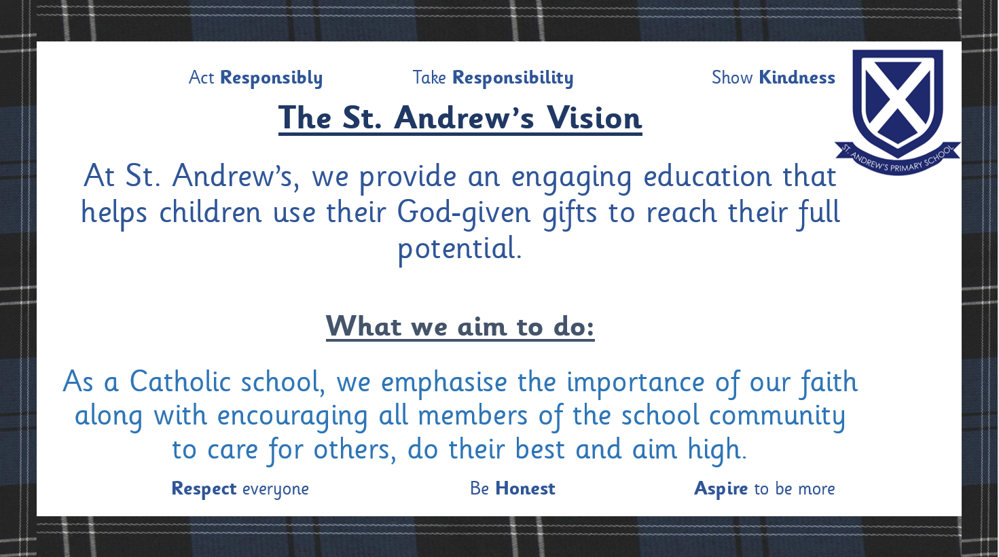 Act Responsibly Take Responsibility Show Kindness
The St. Andrew's Vision
ST. ANDREW'S PRIMARY SCHOOL
At St. Andrew's, we provide an engaging education that
helps children use their God-given gifts to reach their full
potential.
What we aim to do:
As a Catholic school, we emphasise the importance of our faith
along with encouraging all members of the school community
to care for others, do their best and aim high.
Respect everyone Be Honest Aspire to be more